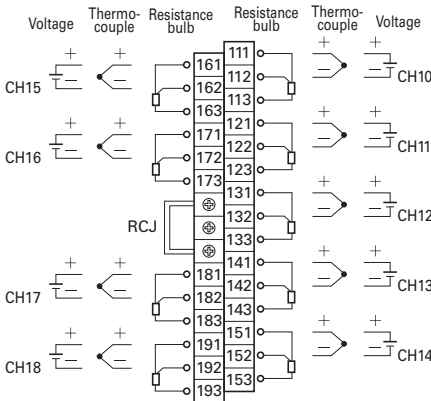 Voltage Thermo-couple Resistance bulb Resistance bulb Thermo-couple Voltage
+ + + +
− − − −
CH15 161 162 163
111 112 113 CH10
+ + + +
− − − −
CH16 171 172 173
121 122 123 CH11
RCJ
+ +
− −
131 132 133 CH12
+ + + +
− − − −
CH17 181 182 183
141 142 143 CH13
+ + + +
− − − −
CH18 191 192 193
151 152 153 CH14